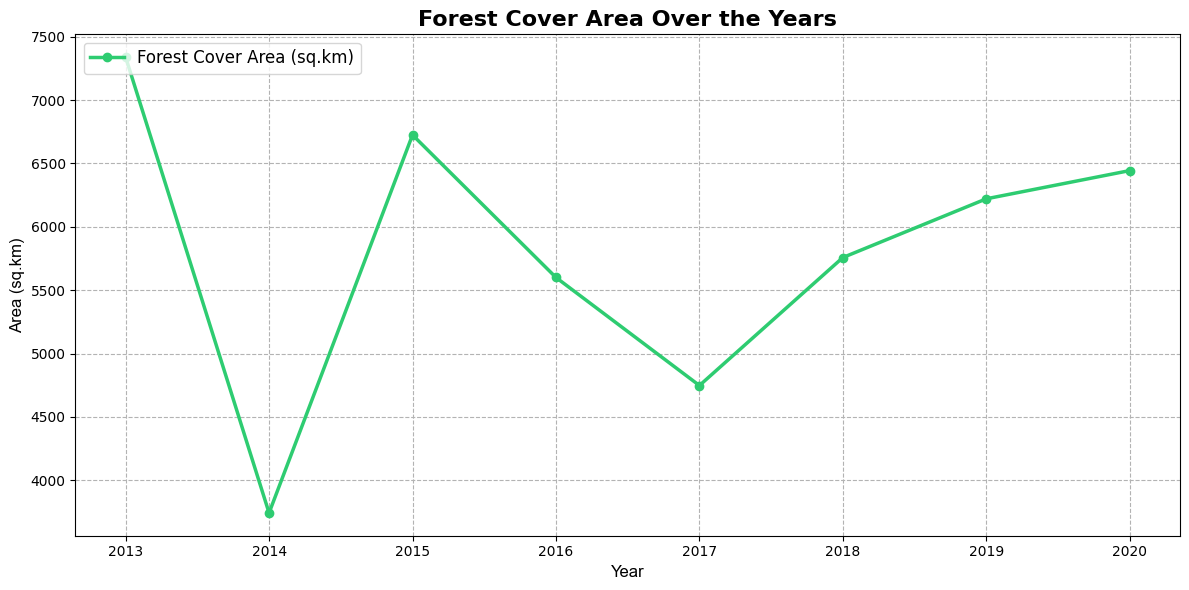 Forest Cover Area Over the Years
Forest Cover Area (sq.km)
Area (sq.km)
7500
7000
6500
6000
5500
5000
4500
4000
2013 2014 2015 2016 2017 2018 2019 2020
Year